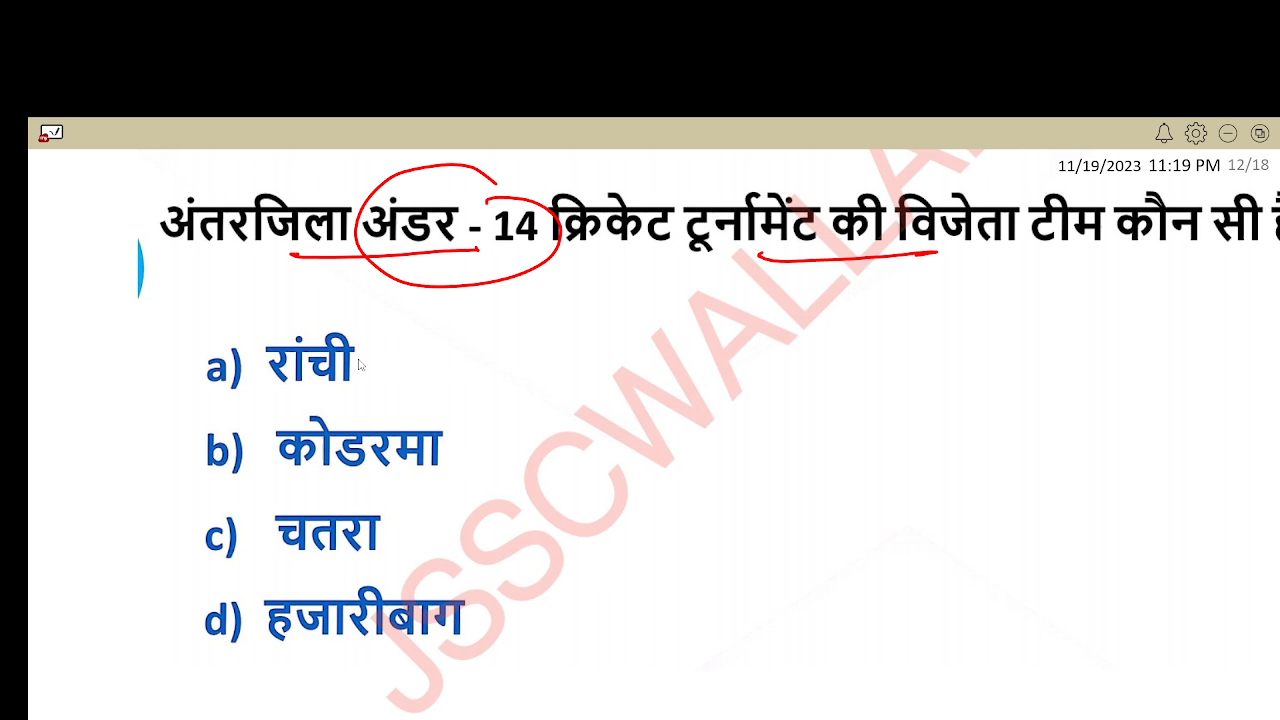 11/19/2023 11:19 PM 12/18
अंतरजिला अंडर - 14 क्रिकेट टूर्नामेंट की विजेता टीम कौन सी
a) रांची
b) कोडरमा
c) चतरा
d) हजारीबाग
JSSCWALLA